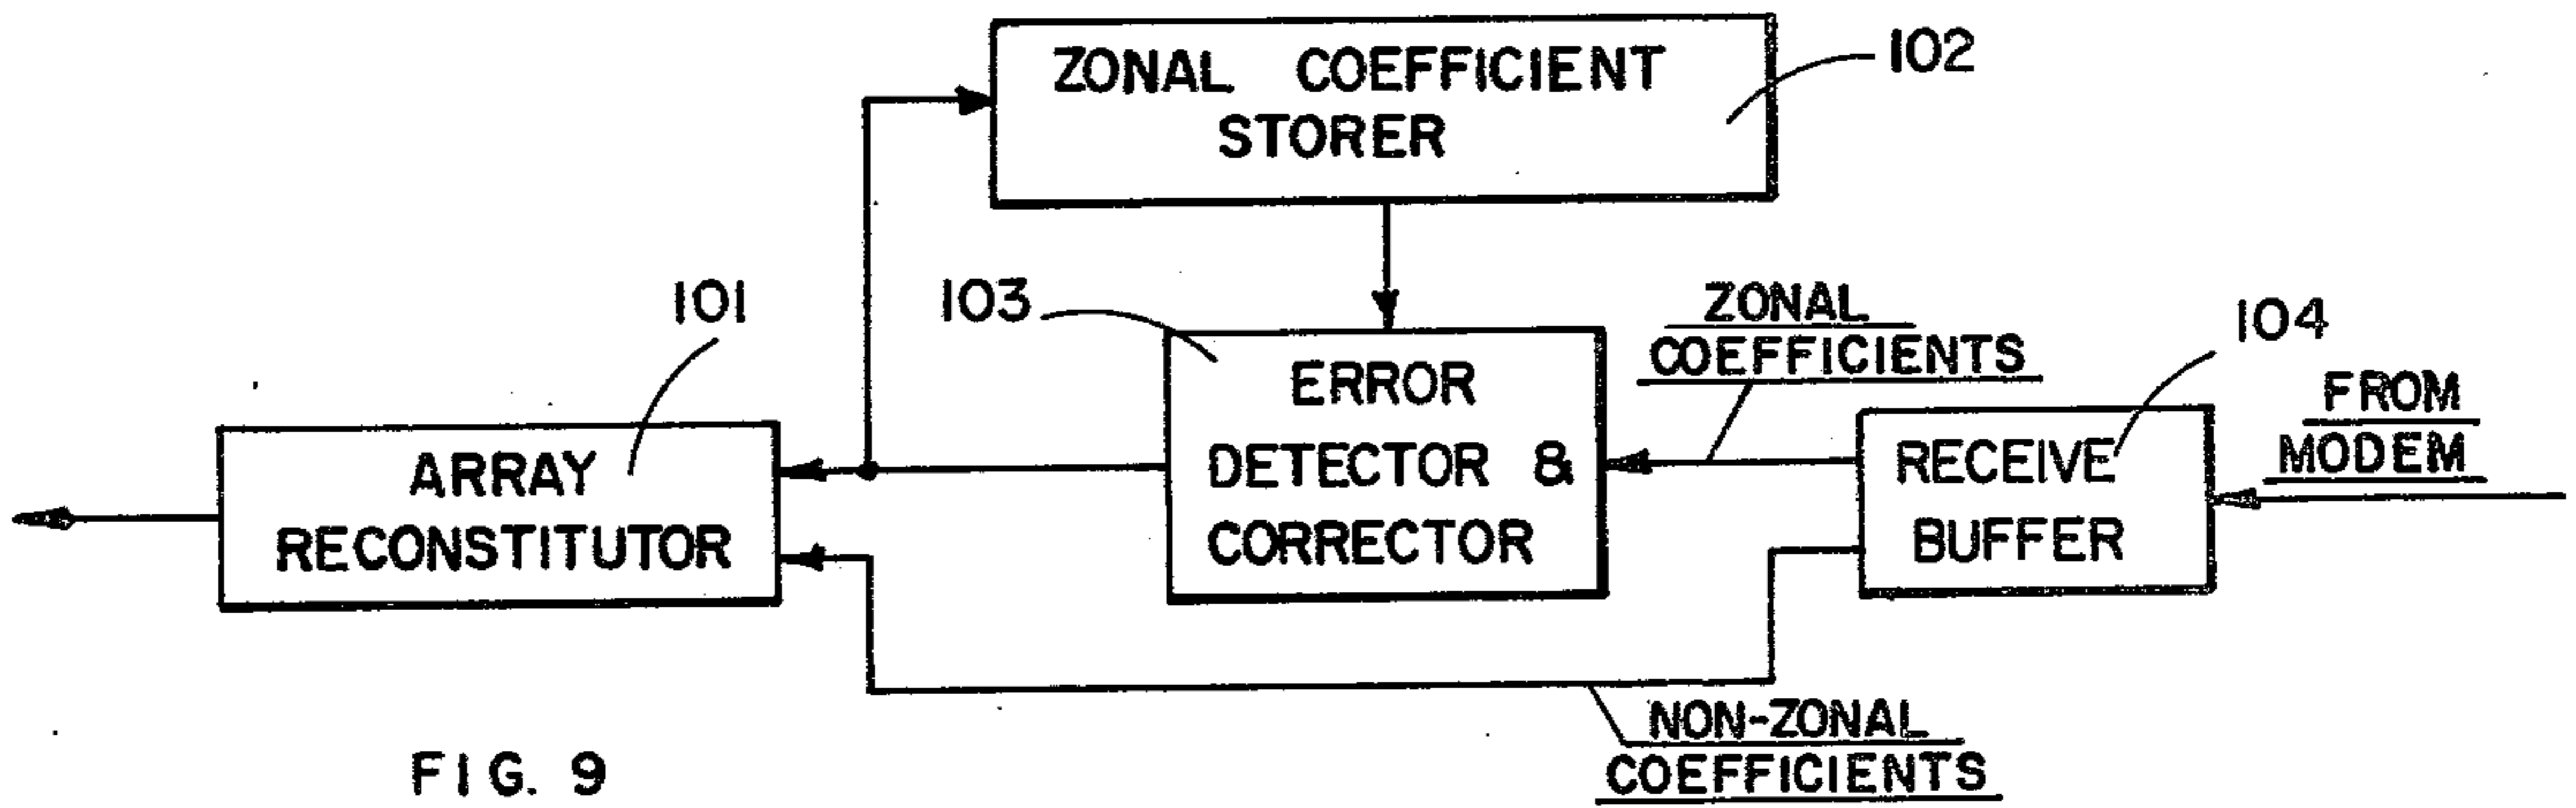 ZONAL COEFFICIENT
STORER
102
101
103
ZONAL
COEFFICIENTS
104
ERROR
DETECTOR &
CORRECTOR
FROM
MODEM
ARRAY
RECONSTITUTOR
RECEIVE
BUFFER
NON-ZONAL
COEFFICIENTS
FIG. 9